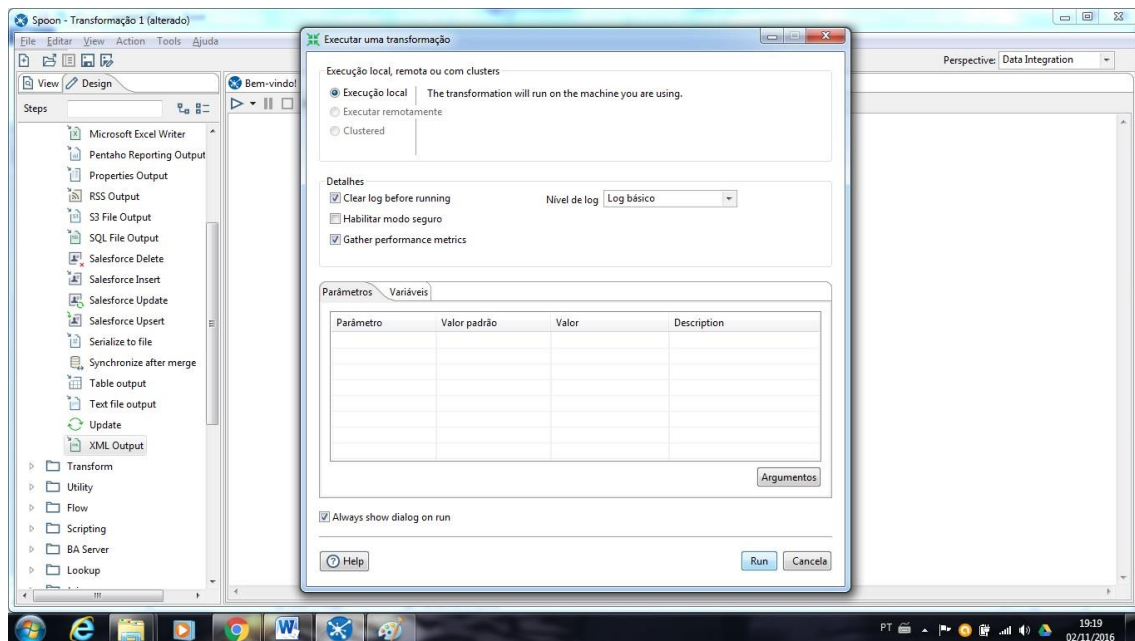 Spoon - Transformação 1 (alterado)
File Editar View Action Tools Ajuda
Perspective: Data Integration
View Design
Bem-vindo!
Steps
Microsoft Excel Writer
Pentaho Reporting Output
Properties Output
RSS Output
S3 File Output
SQL File Output
Salesforce Delete
Salesforce Insert
Salesforce Update
Salesforce Upsert
Serialize to file
Synchronize after merge
Table output
Text file output
Update
XML Output
Transform
Utility
Flow
Scripting
BA Server
Lookup
Executar uma transformação
Execução local, remota ou com clusters
Execução local The transformation will run on the machine you are using.
Executar remotamente
Clustered
Detalhes
Clear log before running Nível de log Log básico
Habilitar modo seguro
Gather performance metrics
Parâmetros Variáveis
Parâmetro Valor padrão Valor Description
Argumentos
Always show dialog on run
Help Run Cancela
PT 19:19
02/11/2016